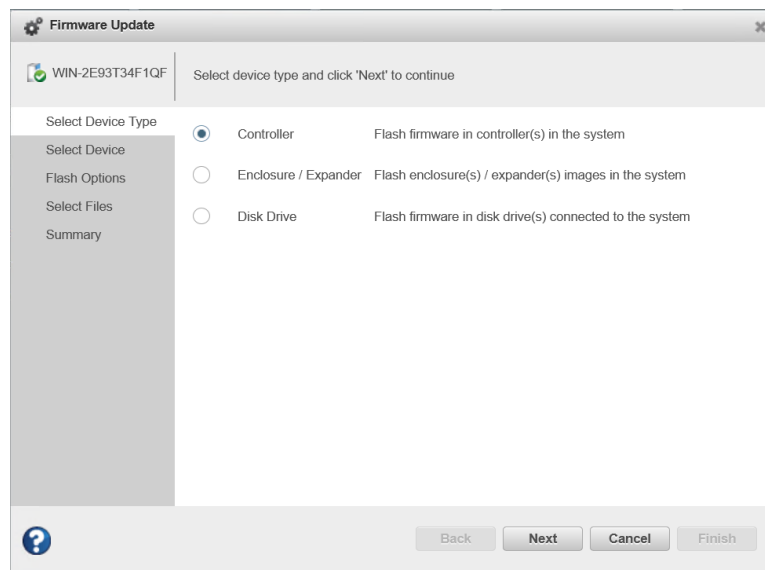 Firmware Update
WIN-2E93T34F1QF
Select device type and click 'Next' to continue
Select Device Type
Select Device
Flash Options
Select Files
Summary
Controller Flash firmware in controller(s) in the system
Enclosure / Expander Flash enclosure(s) / expander(s) images in the system
Disk Drive Flash firmware in disk drive(s) connected to the system
? Back Next Cancel Finish